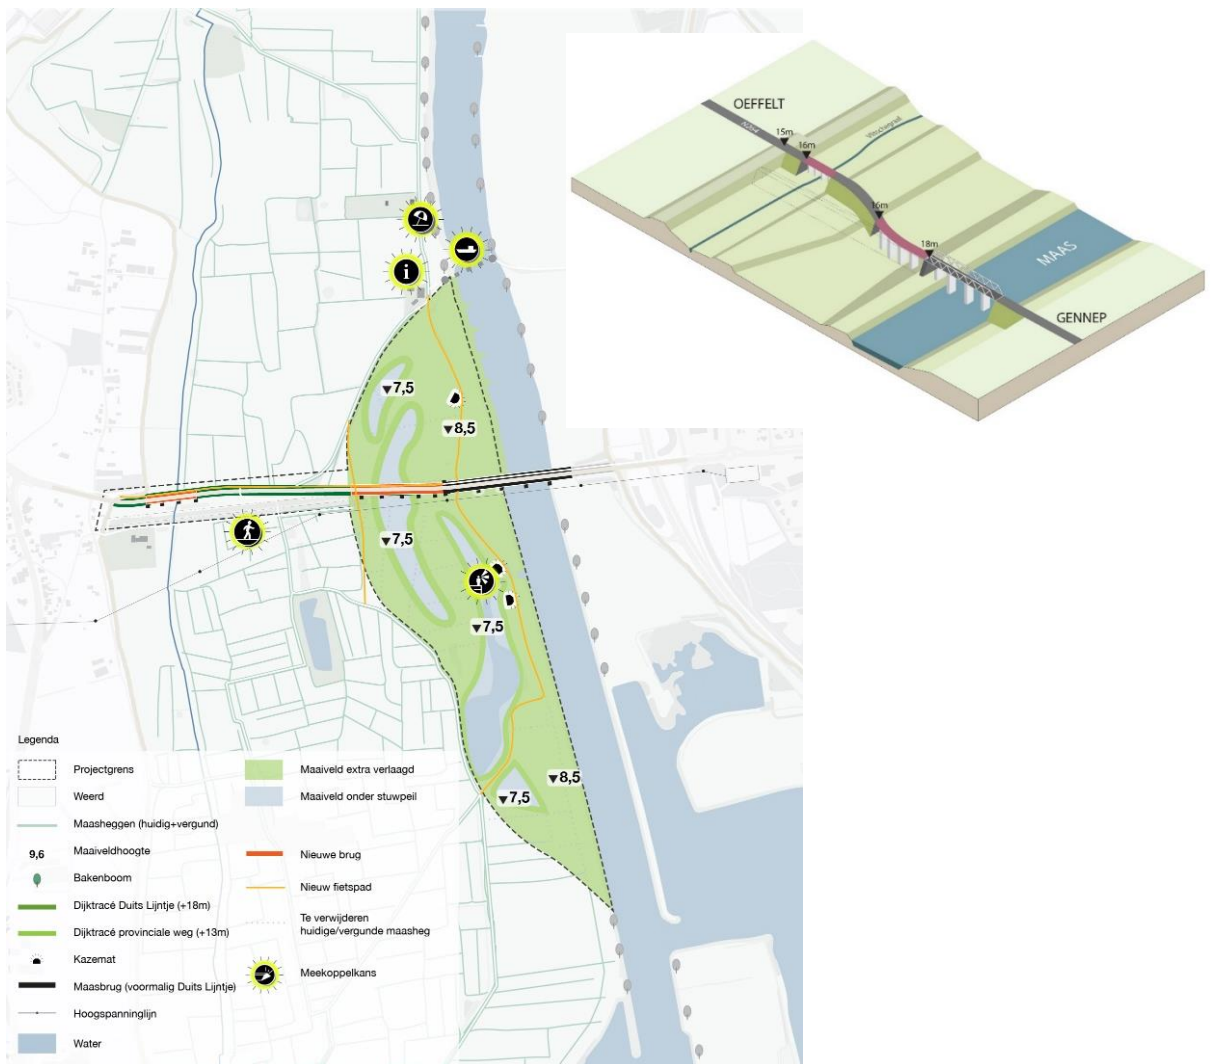 OEFFELT
N264
15m
16m
Viltschergraaf
16m
18m
MAAS
GENNEP
i
▼7,5
▼8,5
▼7,5
▼7,5
▼8,5
▼7,5
Legenda
Projectgrens
Weerd
Maasheggen (huidig+vergund)
9,6 Maaiveldhoogte
Bakenboom
Dijktracé Duits Lijntje (+18m)
Dijktracé provinciale weg (+13m)
Kazemat
Maasbrug (voormalig Duits Lijntje)
Hoogspanninglijn
Water
Maaiveld extra verlaagd
Maaiveld onder stuwpeil
Nieuwe brug
Nieuw fietspad
Te verwijderen
huidige/vergunde maasheg
Meekoppelkans